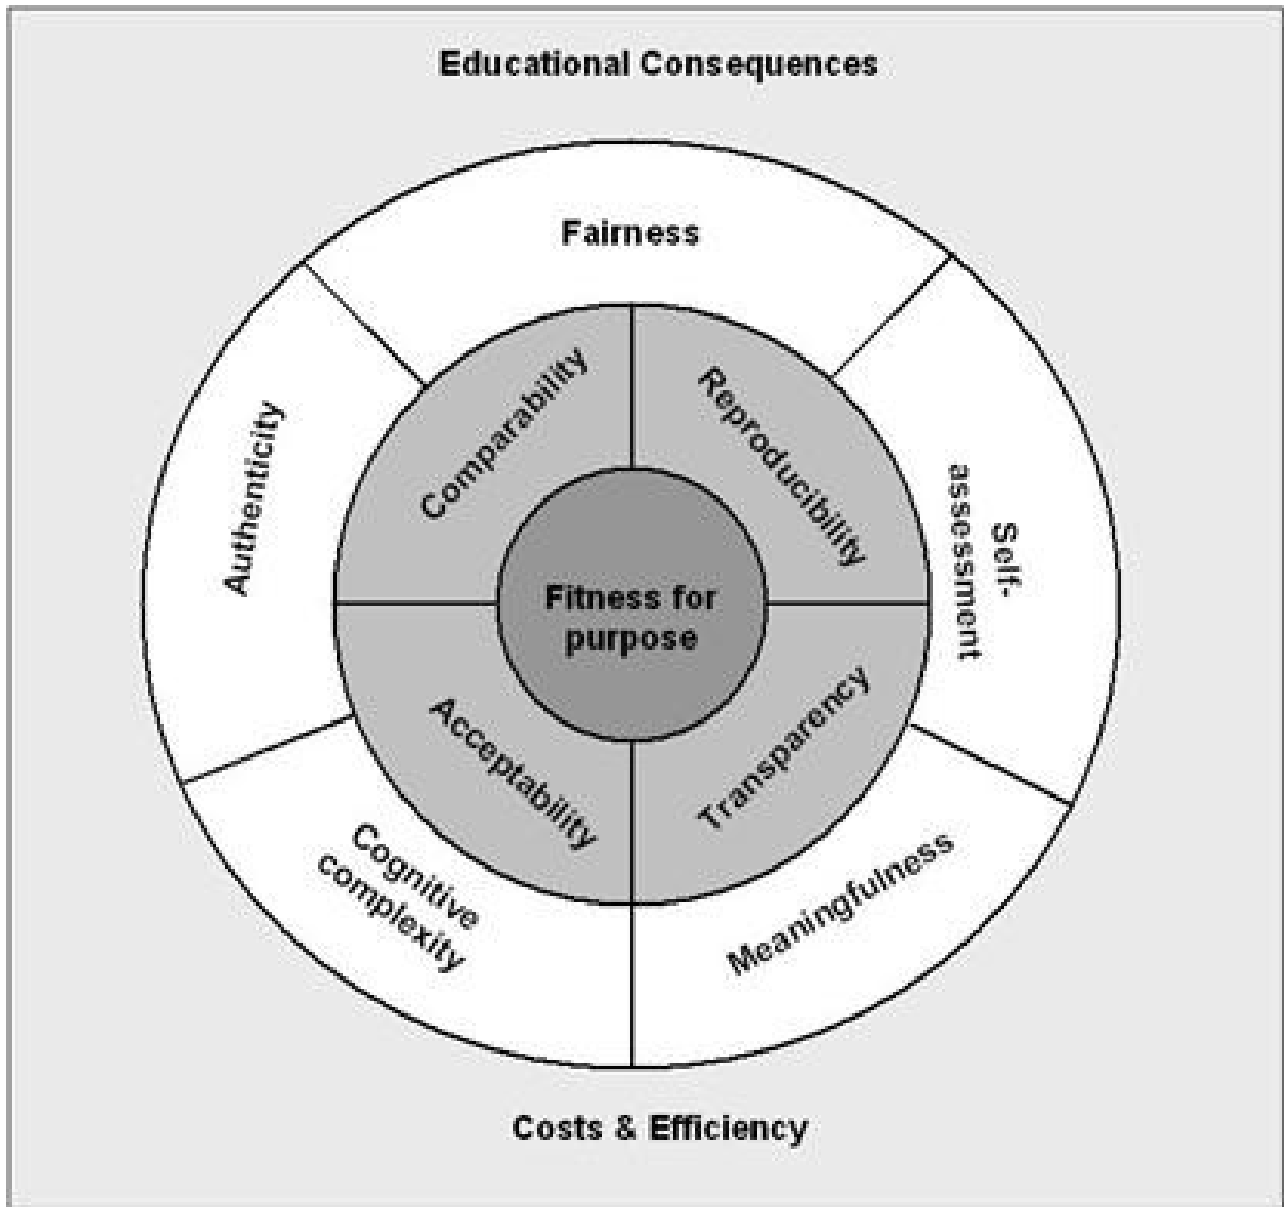 Educational Consequences
Fairness
Comparability
Reproducibility
Authenticity
Self-
assessment
Fitness for
purpose
Acceptability
Transparency
Cognitive
complexity
Meaningfulness
Costs & Efficiency